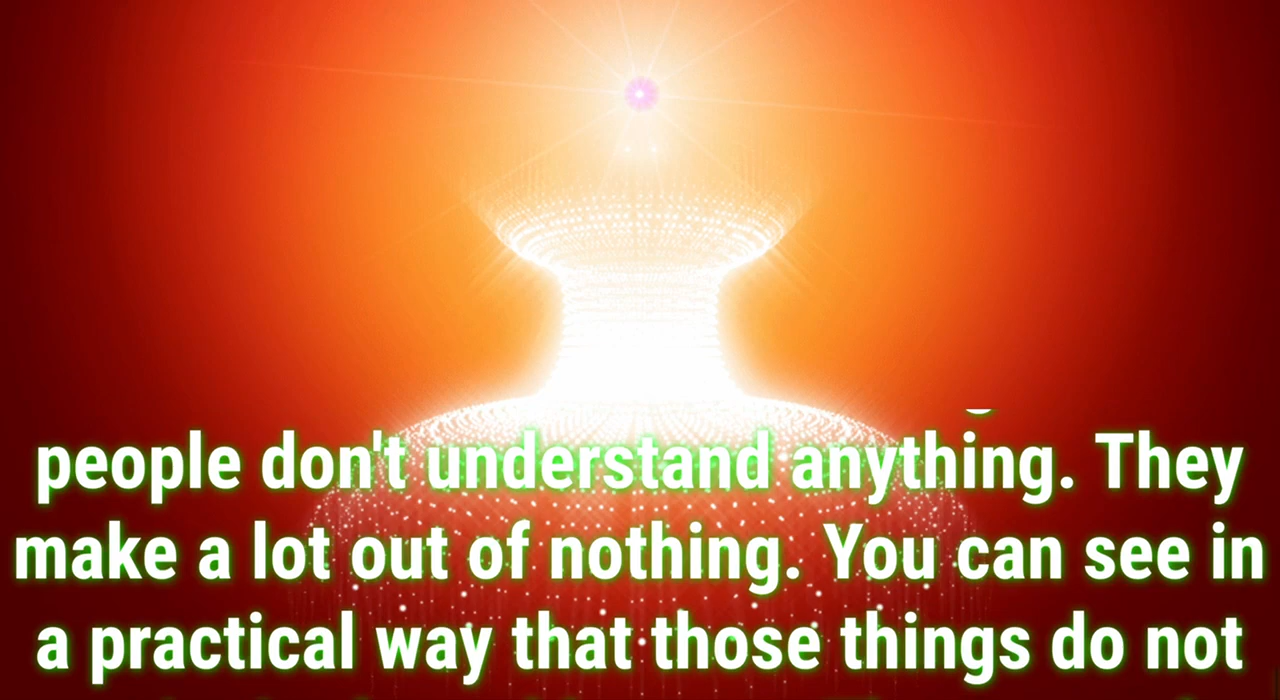 people don't understand anything. They
make a lot out of nothing. You can see in
a practical way that those things do not